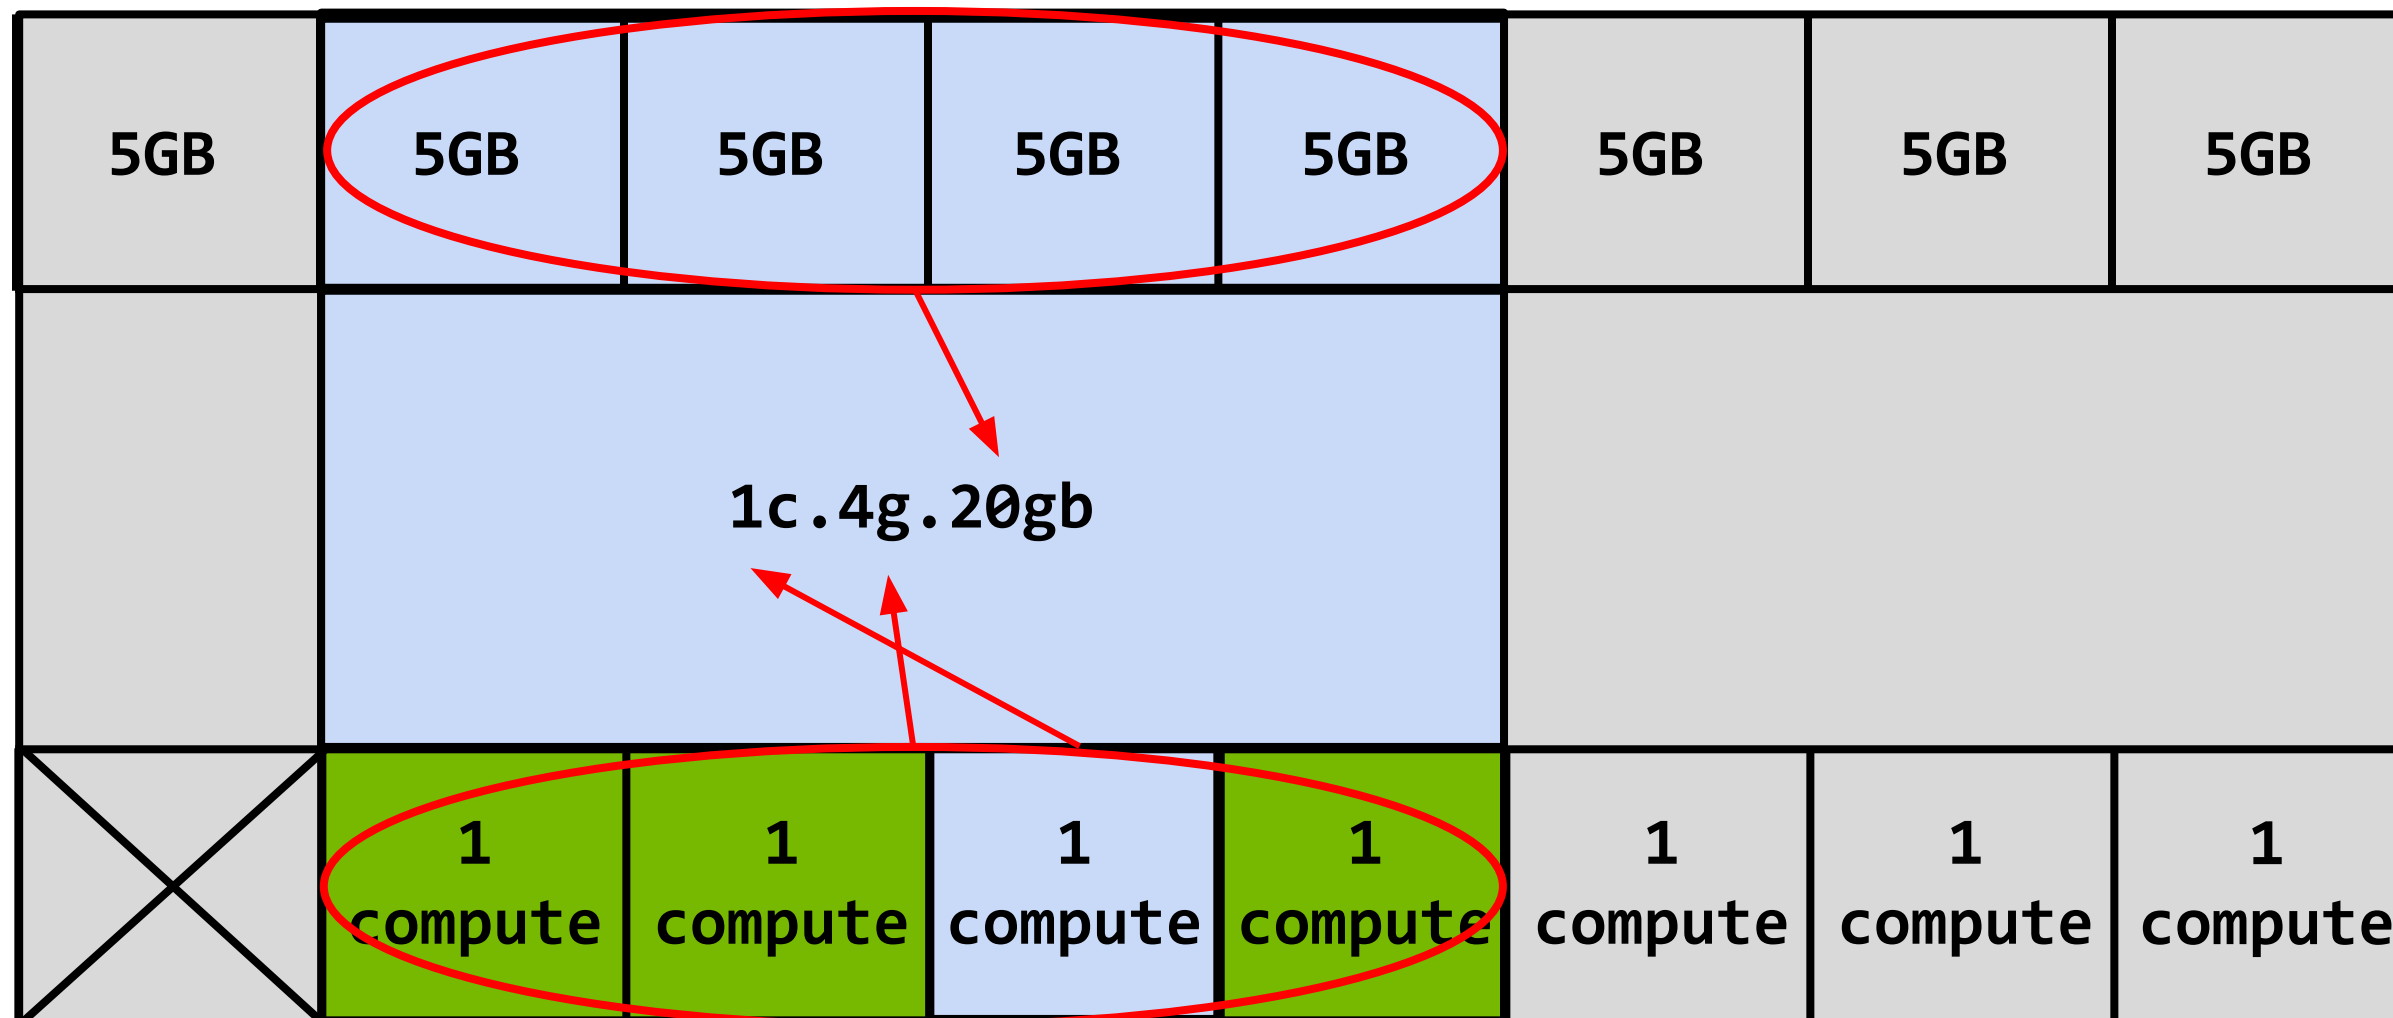 5GB 5GB 5GB 5GB 5GB 5GB 5GB 5GB
1c.4g.20gb
1 1 1 1 1 1 1
compute compute compute compute compute compute compute